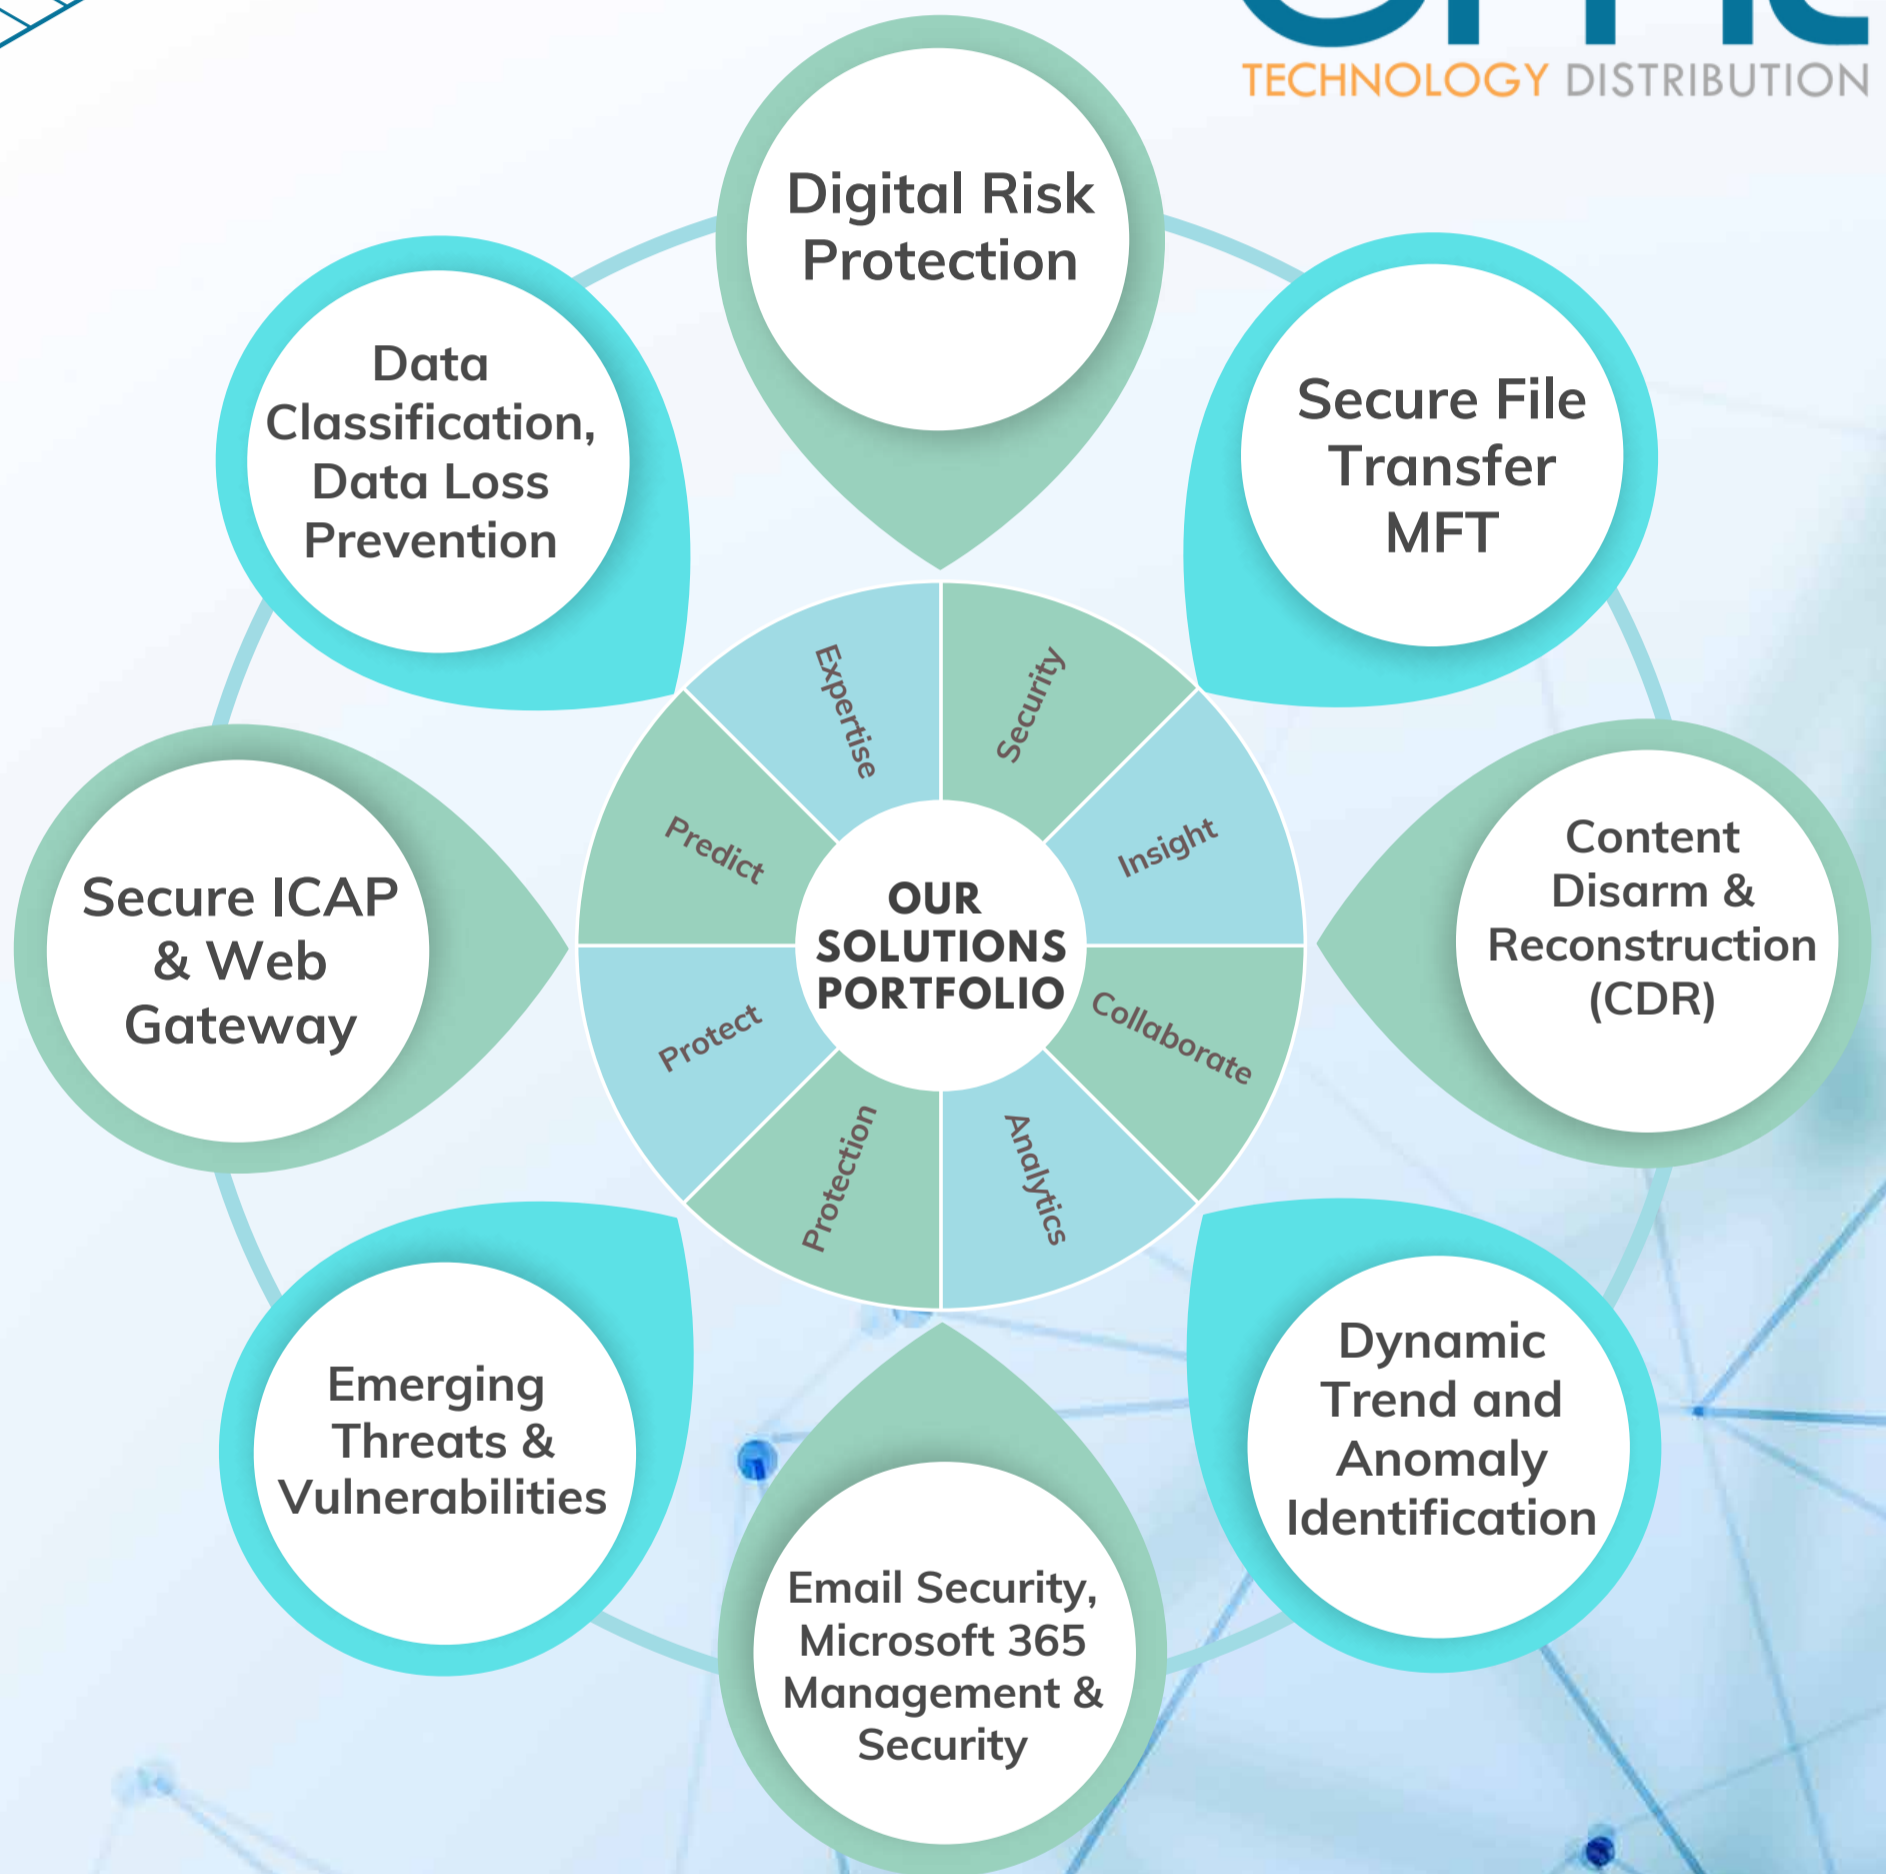 TECHNOLOGY DISTRIBUTION
Digital Risk
Protection
Data
Classification,
Data Loss
Prevention
Secure File
Transfer
MFT
Expertise
Security
Predict
Insight
OUR
SOLUTIONS
PORTFOLIO
Secure ICAP
& Web
Gateway
Content
Disarm &
Reconstruction
(CDR)
Protect
Collaborate
Protection
Analytics
Emerging
Threats &
Vulnerabilities
Dynamic
Trend and
Anomaly
Identification
Email Security,
Microsoft 365
Management &
Security